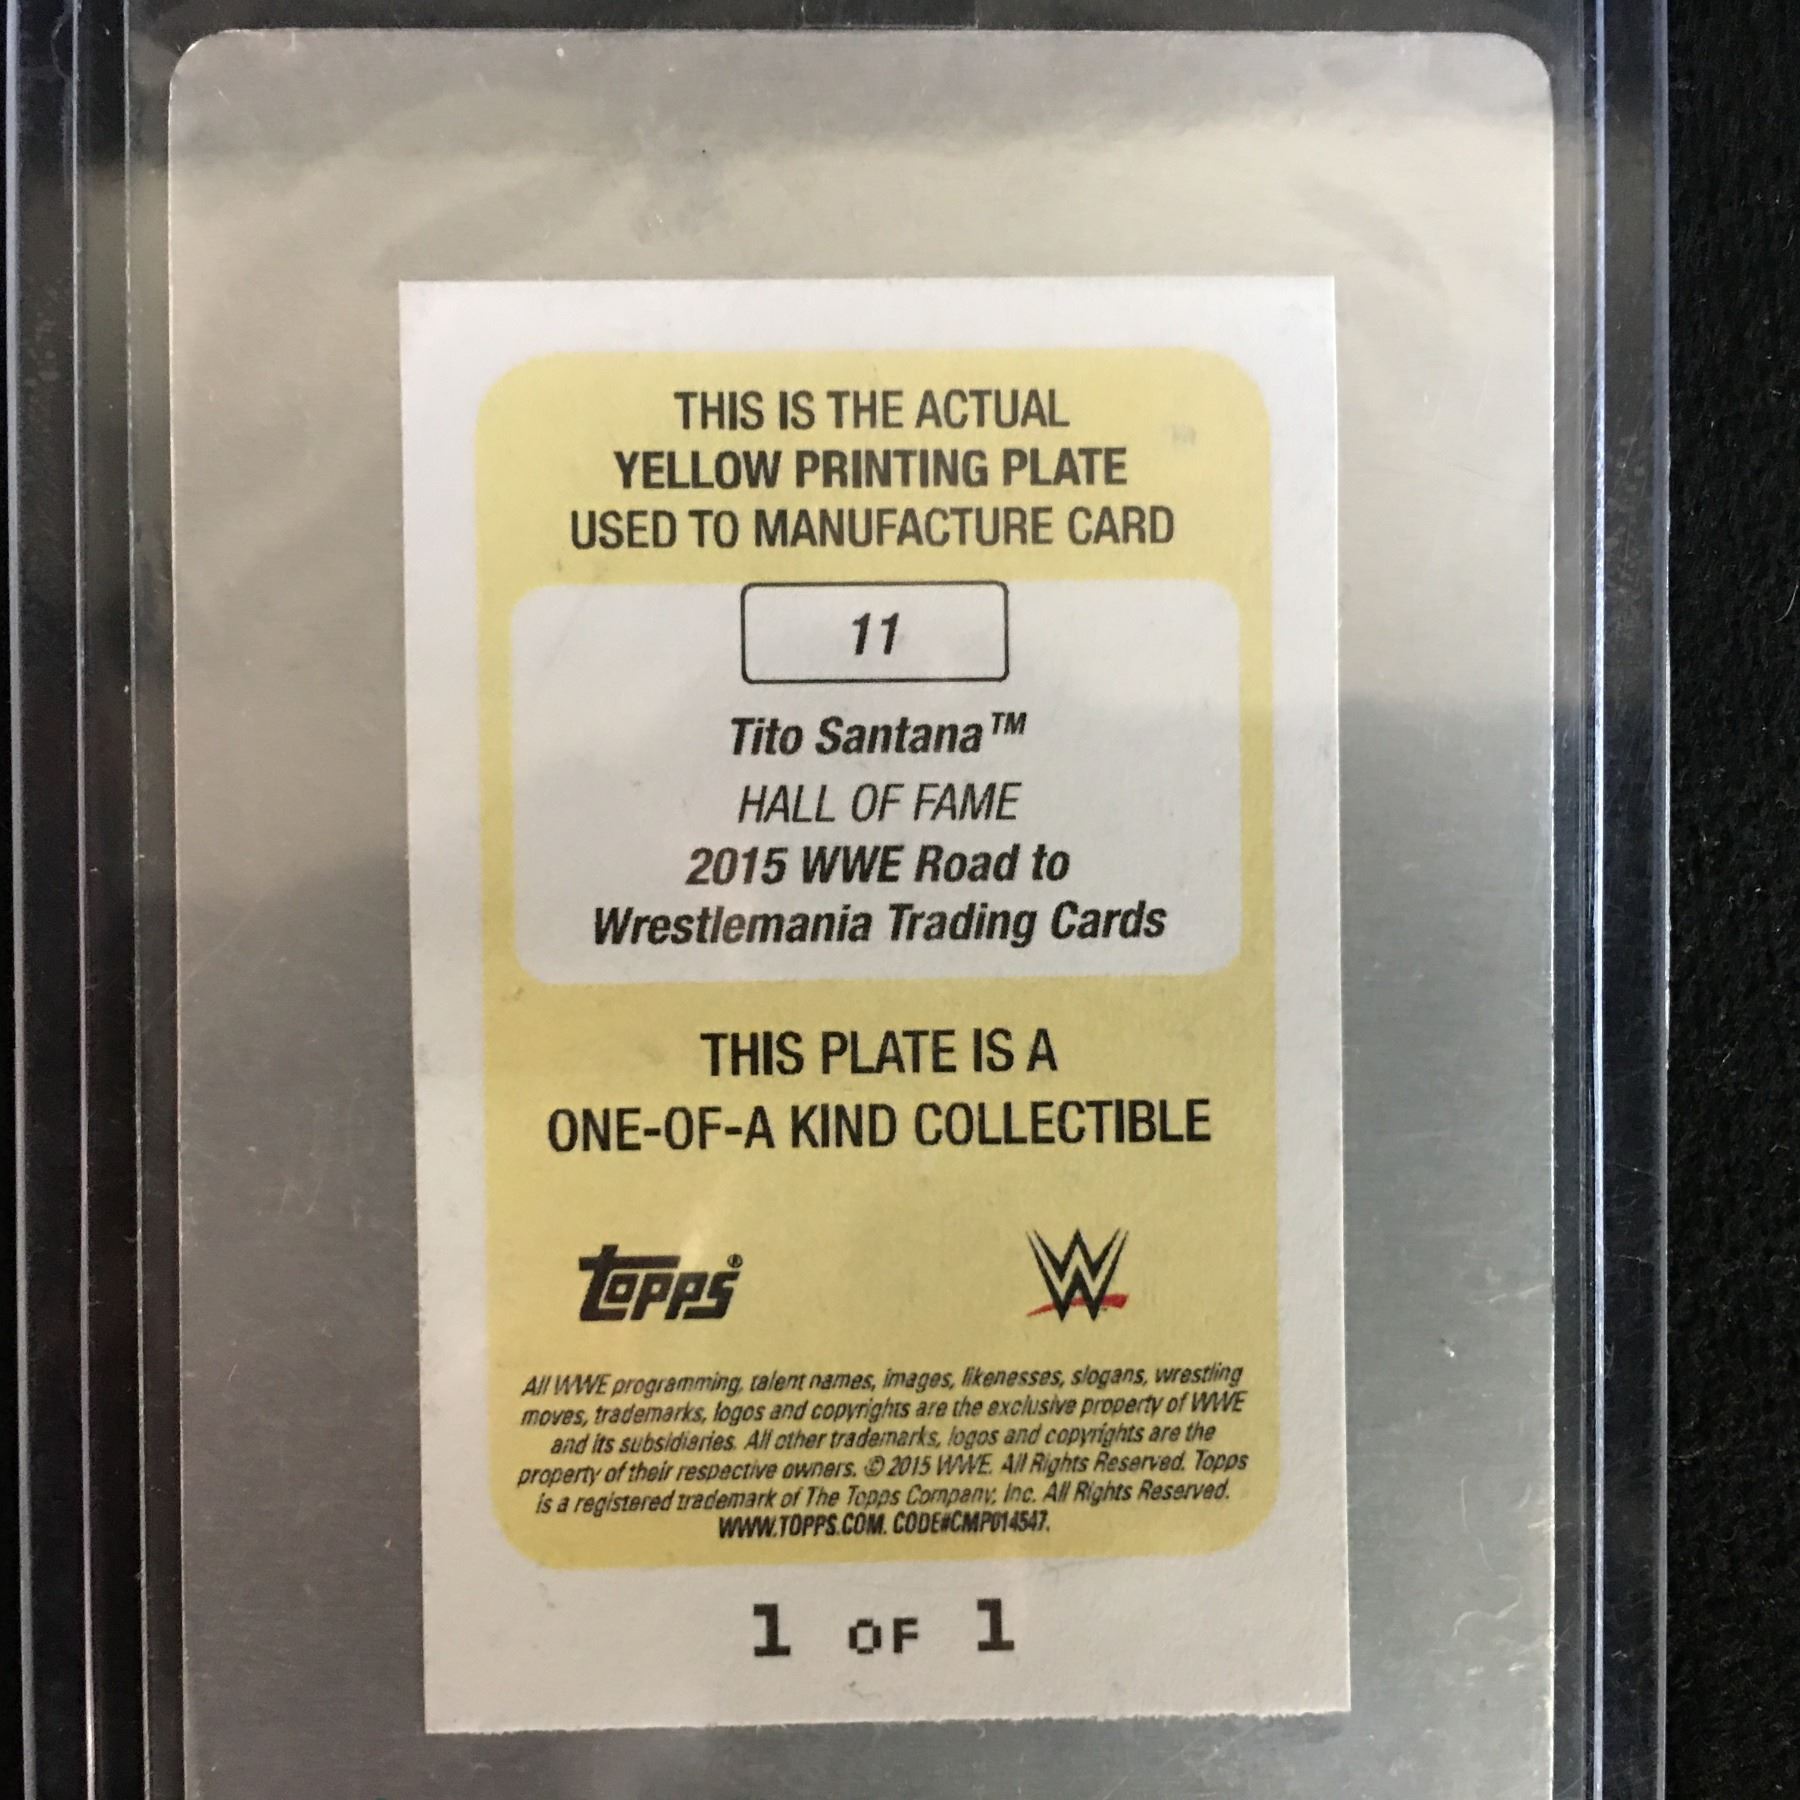 THIS IS THE ACTUAL
YELLOW PRINTING PLATE
USED TO MANUFACTURE CARD
11
Tito Santana™
HALL OF FAME
2015 WWE Road to
Wrestlemania Trading Cards
THIS PLATE IS A
ONE-OF-A KIND COLLECTIBLE
topps® W
All WWE programming, talent names, images, likenesses, slogans, wrestling
moves, trademarks, logos and copyrights are the exclusive property of WWE
and its subsidiaries. All other trademarks, logos and copyrights are the
property of their respective owners. © 2015 WWE. All Rights Reserved. Topps
is a registered trademark of The Topps Company, Inc. All Rights Reserved.
WWW.TOPPS.COM. CODE#CMP014547.
1 OF 1